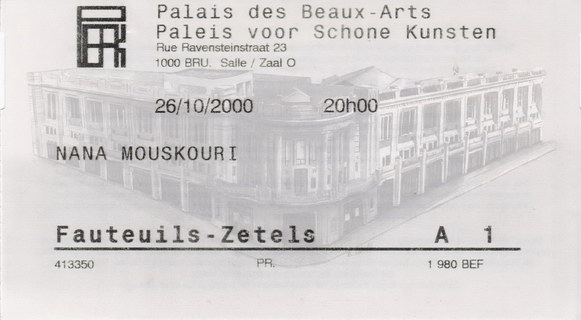 Palais des Beaux-Arts
Paleis voor Schone Kunsten
Rue Ravensteinstraat 23
1000 BRU. Salle / Zaal O
26/10/2000 20h00
NANA MOUSKOURI
Fauteuils-Zetels A 1
413350 PR. 1 980 BEF